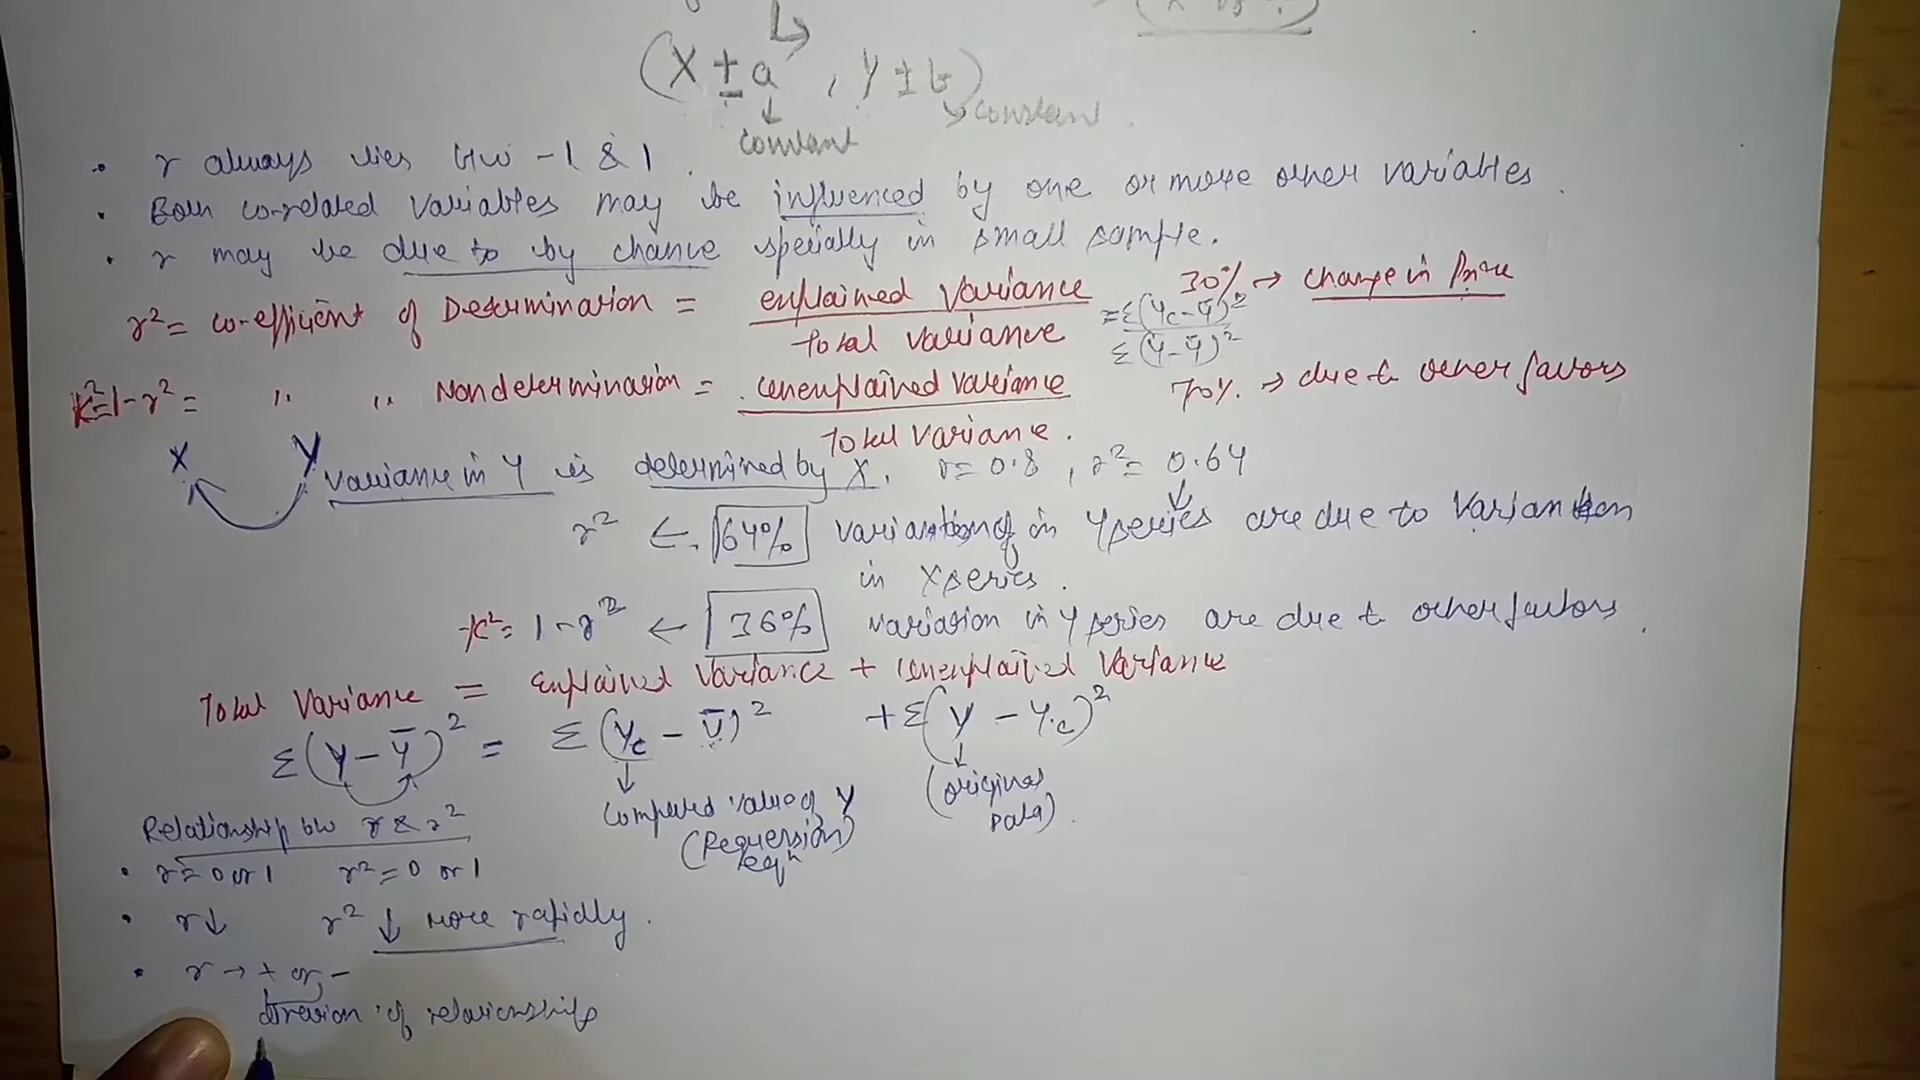 (X ± a , Y ± b)
constant
constant
• r always lies btw -1 & 1 .
• Both co-related variables may be influenced by one or more other variables .
• r may be due to by chance specially in small sample.
r² = co-efficient of Determination = explained Variance / Total variance = Σ(Yc - Ȳ)² / Σ(Y - Ȳ)²
30% → change in Price
K² = 1 - r² = " " Nondetermination = unexplained variance / Total variance .
70% → due to other factors
X Y
variance in Y is determined by X . r = 0.8 , r² = 0.64
r² ← 64% variation in Y series are due to variation
in X series .
K² = 1 - r² ← 36% variation in Y series are due to other factors .
Total Variance = explained Variance + unexplained Variance
Σ(Y - Ȳ)² = Σ(Yc - Ȳ)² + Σ(Y - Yc)²
computed value of Y
(Regression eqⁿ)
(original Data)
Relationship btw r & r²
• r = 0 or 1 r² = 0 or 1
• r↓ r² ↓ more rapidly .
• r → + or -
direction of relationship